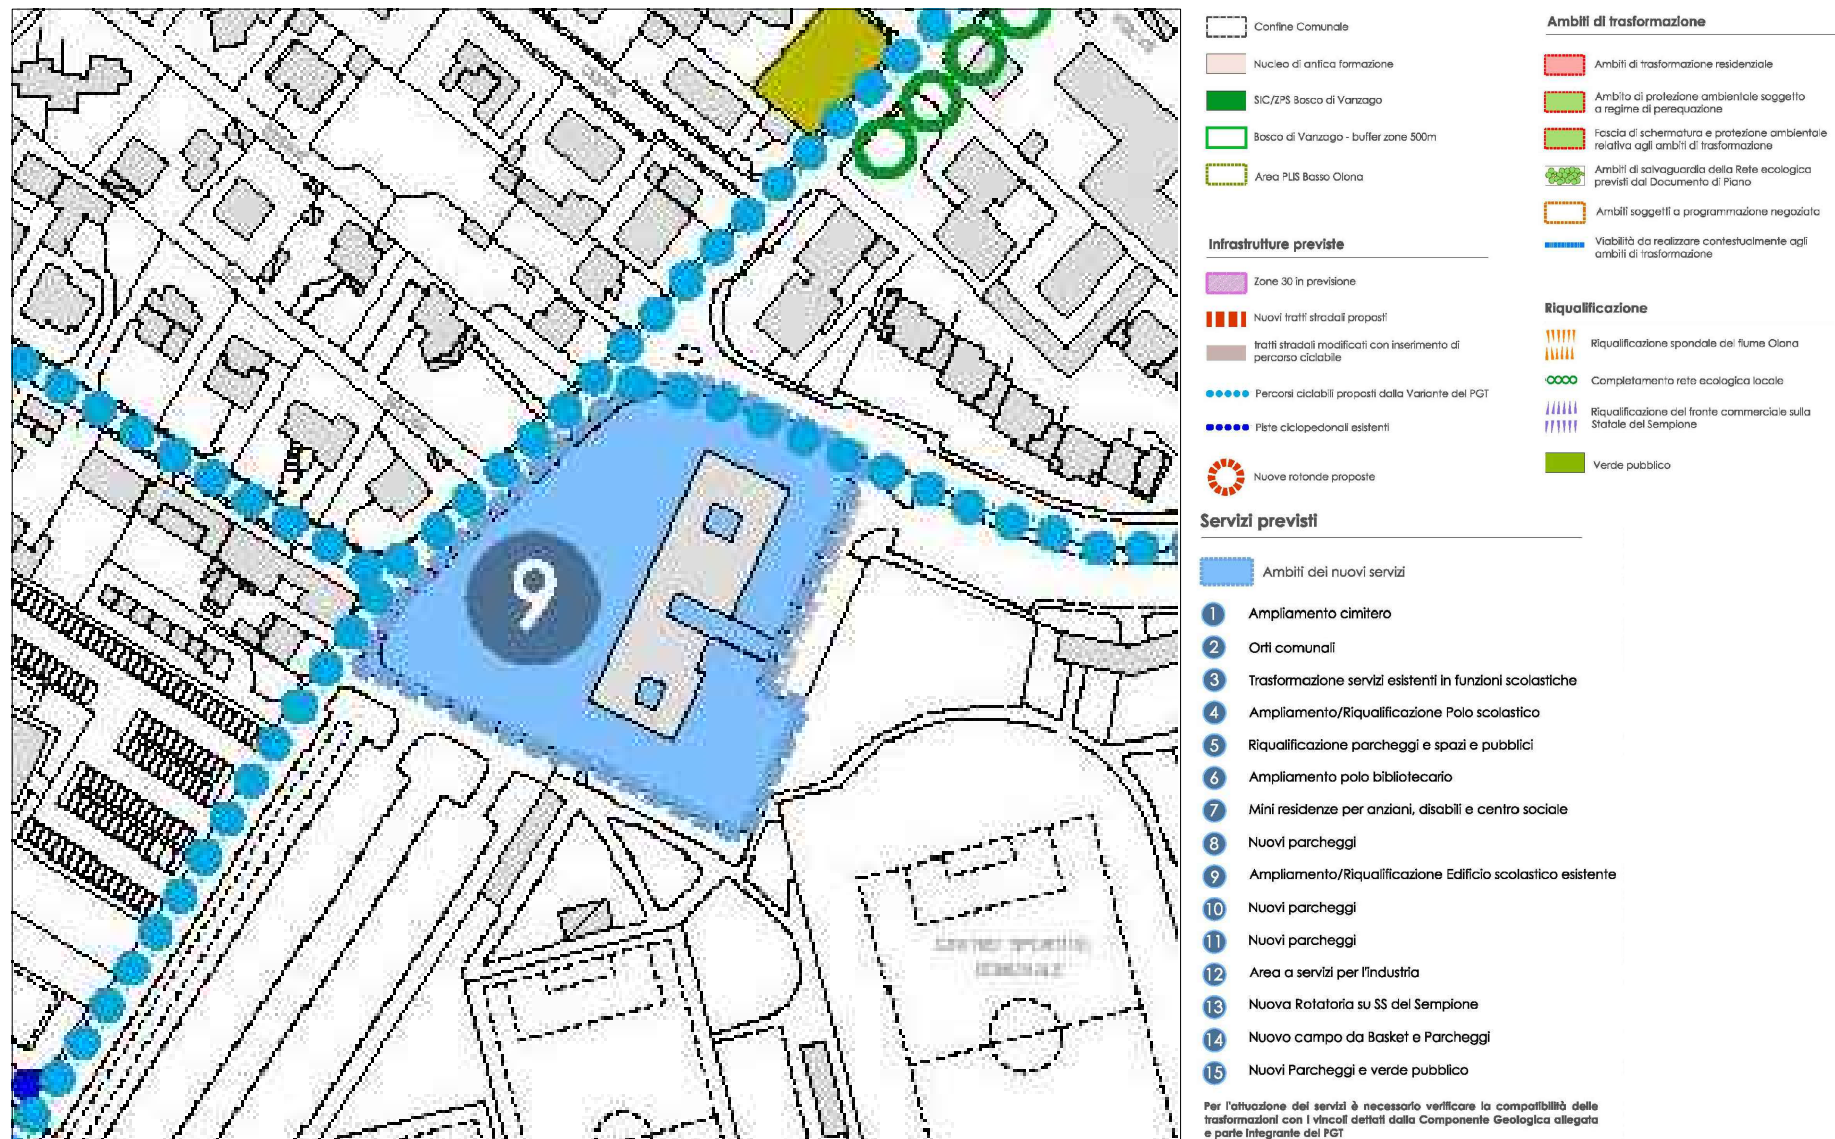 9
Confine Comunale
Nucleo di antica formazione
SIC/ZPS Bosco di Vanzago
Bosco di Vanzago - buffer zone 500m
Area PLIS Basso Olona
Infrastrutture previste
Zone 30 in previsione
Nuovi tratti stradali proposti
tratti stradali modificati con inserimento di
percorso ciclabile
Percorsi ciclabili proposti dalla Variante del PGT
Piste ciclopedonali esistenti
Nuove rotonde proposte
Ambiti di trasformazione
Ambiti di trasformazione residenziale
Ambito di protezione ambientale soggetto
a regime di perequazione
Fascia di schermatura e protezione ambientale
relativa agli ambiti di trasformazione
Ambiti di salvaguardia della Rete ecologica
previsti dal Documento di Piano
Ambiti soggetti a programmazione negoziata
Viabilità da realizzare contestualmente agli
ambiti di trasformazione
Riqualificazione
Riqualificazione spondale del fiume Olona
Completamento rete ecologica locale
Riqualificazione del fronte commerciale sulla
Statale del Sempione
Verde pubblico
Servizi previsti
Ambiti dei nuovi servizi
1 Ampliamento cimitero
2 Orti comunali
3 Trasformazione servizi esistenti in funzioni scolastiche
4 Ampliamento/Riqualificazione Polo scolastico
5 Riqualificazione parcheggi e spazi e pubblici
6 Ampliamento polo bibliotecario
7 Mini residenze per anziani, disabili e centro sociale
8 Nuovi parcheggi
9 Ampliamento/Riqualificazione Edificio scolastico esistente
10 Nuovi parcheggi
11 Nuovi parcheggi
12 Area a servizi per l'industria
13 Nuova Rotatoria su SS del Sempione
14 Nuovo campo da Basket e Parcheggi
15 Nuovi Parcheggi e verde pubblico
Per l'attuazione dei servizi è necessario verificare la compatibilità delle
trasformazioni con i vincoli dettati dalla Componente Geologica allegata
e parte integrante del PGT